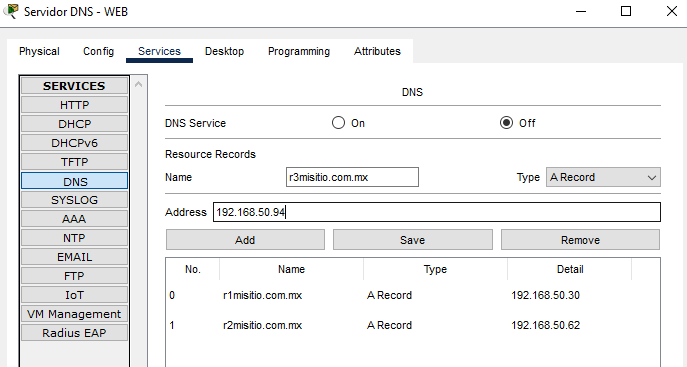 Servidor DNS - WEB
Physical Config Services Desktop Programming Attributes
SERVICES
HTTP
DHCP
DHCPv6
TFTP
DNS
SYSLOG
AAA
NTP
EMAIL
FTP
IoT
VM Management
Radius EAP
DNS
DNS Service On Off
Resource Records
Name r3misitio.com.mx Type A Record
Address 192.168.50.94
Add Save Remove
No. Name Type Detail
0 r1misitio.com.mx A Record 192.168.50.30
1 r2misitio.com.mx A Record 192.168.50.62